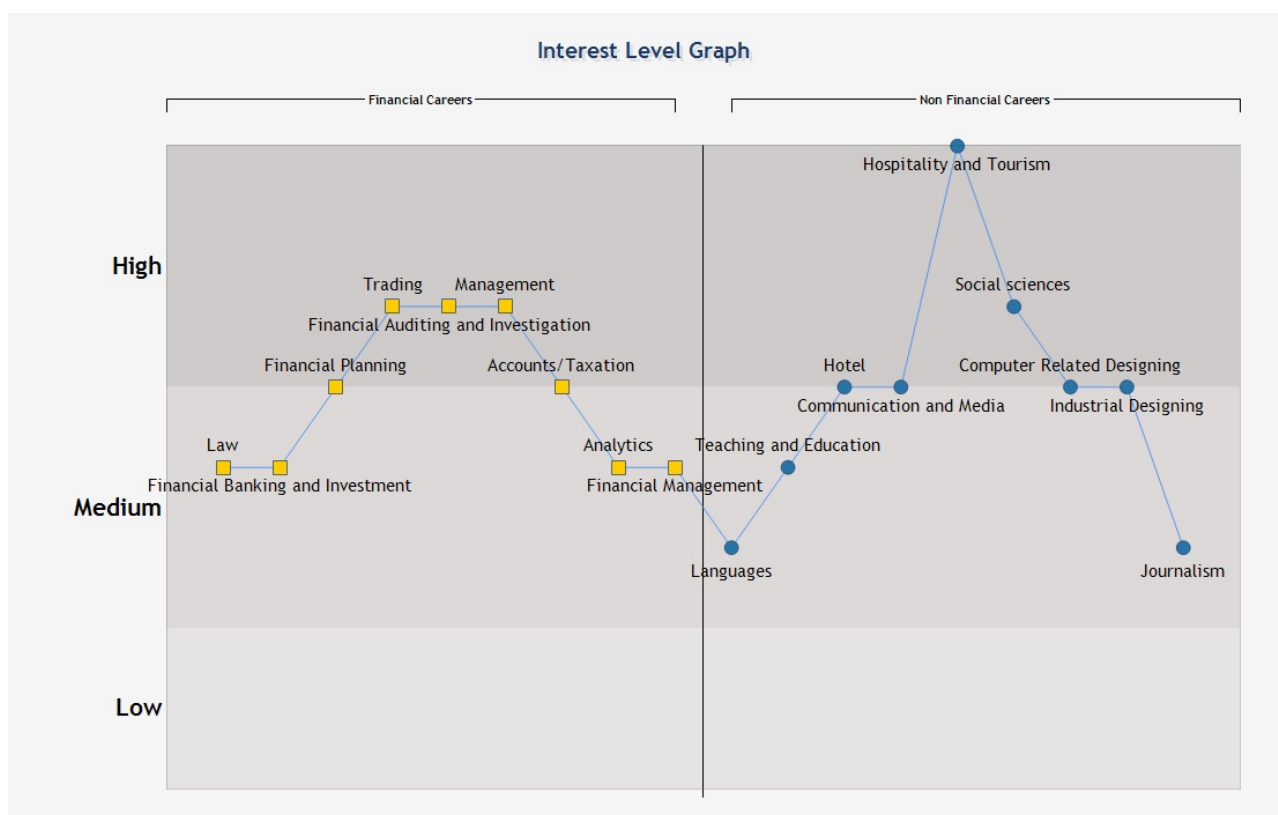 Interest Level Graph
Financial Careers
Non Financial Careers
Hospitality and Tourism
High
Trading
Management
Social sciences
Financial Auditing and Investigation
Financial Planning
Accounts/Taxation
Hotel
Computer Related Designing
Communication and Media
Industrial Designing
Law
Analytics
Teaching and Education
Financial Banking and Investment
Financial Management
Medium
Languages
Journalism
Low